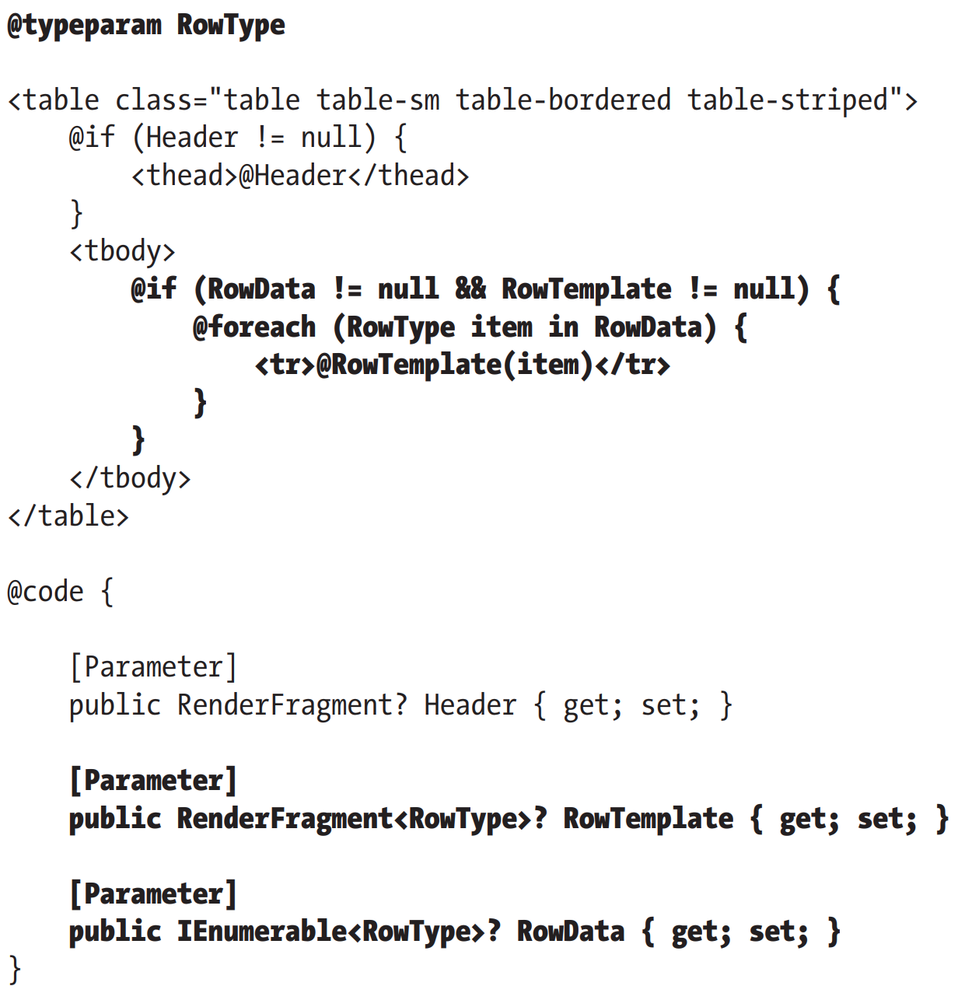 @typeparam RowType
<table class="table table-sm table-bordered table-striped">
    @if (Header != null) {
        <thead>@Header</thead>
    }
    <tbody>
        @if (RowData != null && RowTemplate != null) {
            @foreach (RowType item in RowData) {
                <tr>@RowTemplate(item)</tr>
            }
        }
    </tbody>
</table>
@code {
    [Parameter]
    public RenderFragment? Header { get; set; }
    [Parameter]
    public RenderFragment<RowType>? RowTemplate { get; set; }
    [Parameter]
    public IEnumerable<RowType>? RowData { get; set; }
}